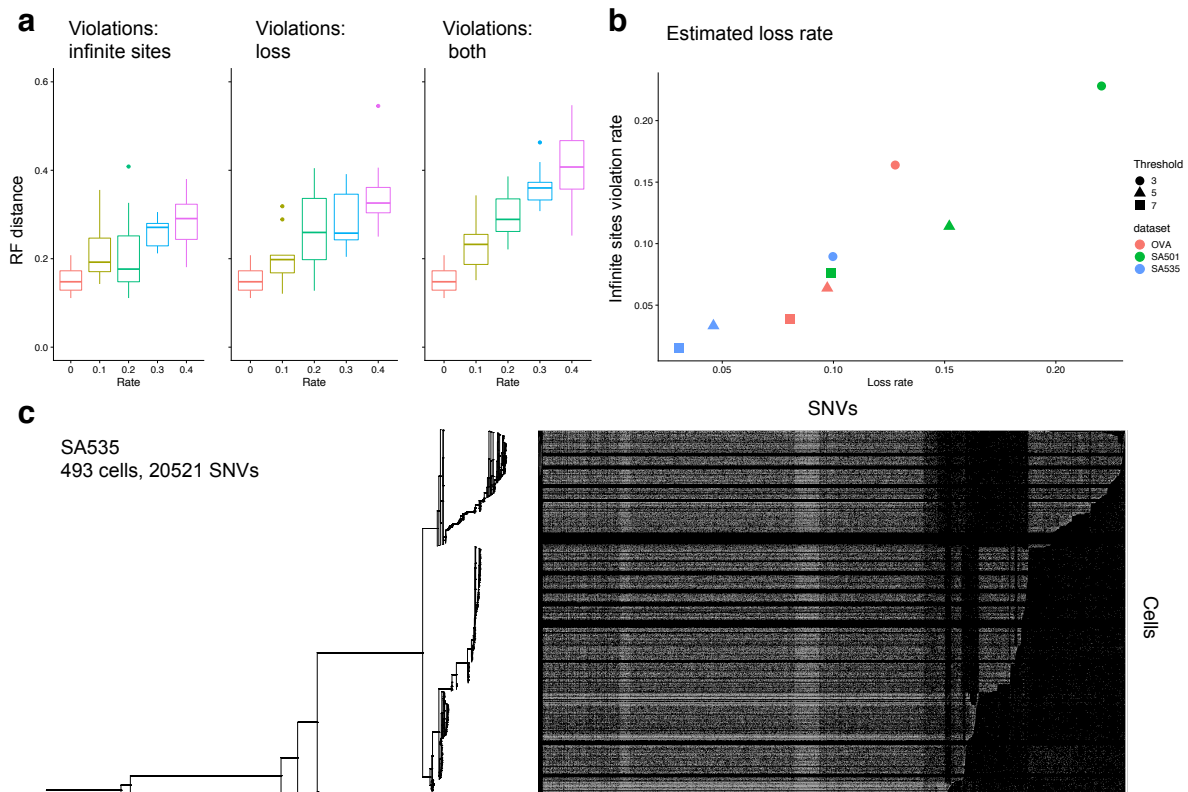 a
Violations:
infinite sites
Violations:
loss
Violations:
both
RF distance
0.6
0.4
0.2
0.0
0 0.1 0.2 0.3 0.4
Rate
0 0.1 0.2 0.3 0.4
Rate
0 0.1 0.2 0.3 0.4
Rate
b
Estimated loss rate
Infinite sites violation rate
0.20
0.15
0.10
0.05
0.05 0.10 0.15 0.20
Loss rate
Threshold
3
5
7
dataset
OVA
SA501
SA535
c
SA535
493 cells, 20521 SNVs
SNVs
Cells